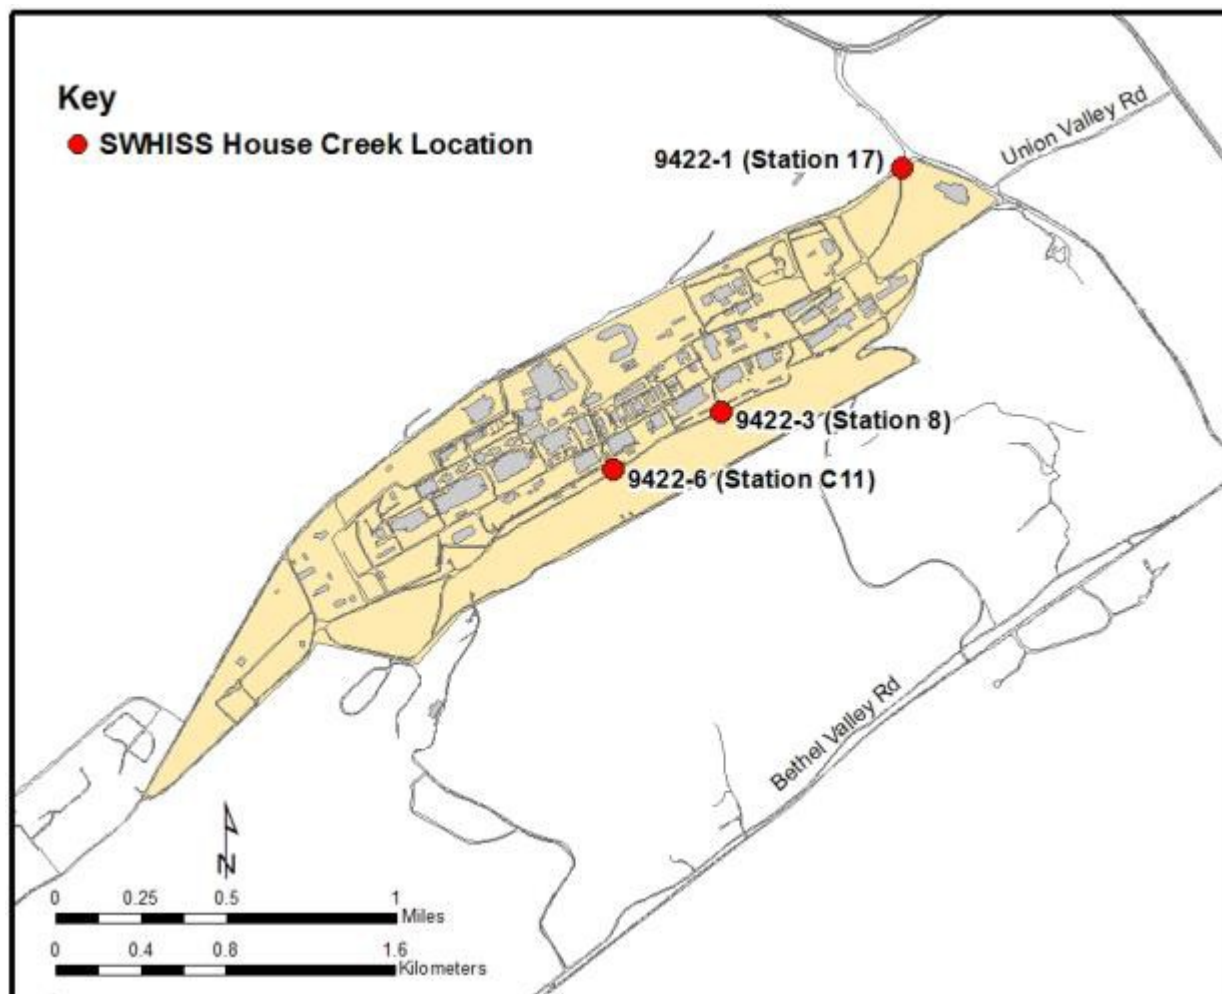 Key
SWHISS House Creek Location
9422-1 (Station 17)
Union Valley Rd
9422-3 (Station 8)
9422-6 (Station C11)
Bethel Valley Rd
N
0 0.25 0.5 1
Miles
0 0.4 0.8 1.6
Kilometers